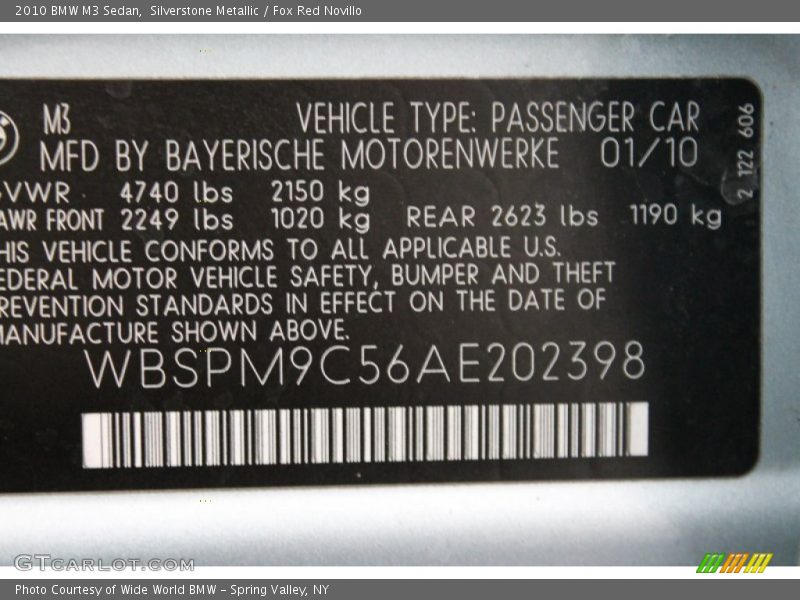 2010 BMW M3 Sedan, Silverstone Metallic / Fox Red Novillo
M3 VEHICLE TYPE: PASSENGER CAR
MFD BY BAYERISCHE MOTORENWERKE 01/10
VWR 4740 lbs 2150 kg
AWR FRONT 2249 lbs 1020 kg REAR 2623 lbs 1190 kg
HIS VEHICLE CONFORMS TO ALL APPLICABLE U.S.
EDERAL MOTOR VEHICLE SAFETY, BUMPER AND THEFT
REVENTION STANDARDS IN EFFECT ON THE DATE OF
MANUFACTURE SHOWN ABOVE.
WBSPM9C56AE202398
2 122 606
GTCARLOT.COM
Photo Courtesy of Wide World BMW – Spring Valley, NY